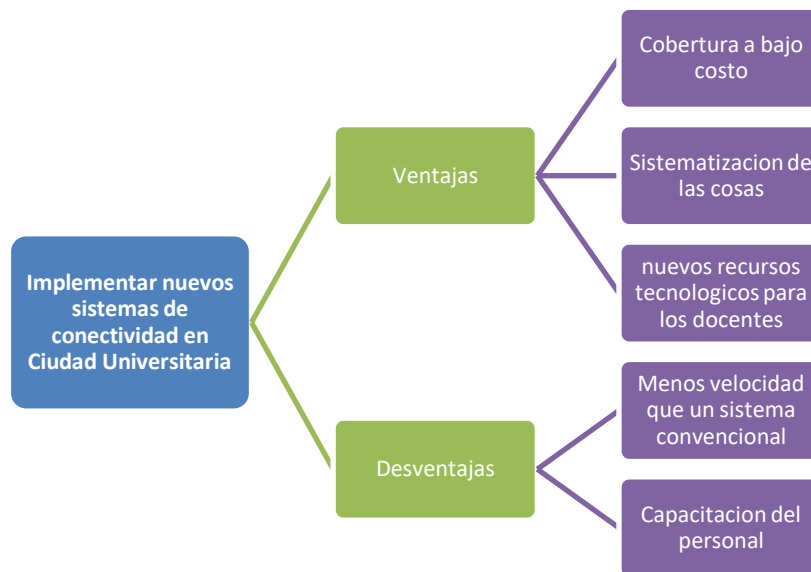 Implementar nuevos
sistemas de
conectividad en
Ciudad Universitaria
Ventajas
Cobertura a bajo
costo
Sistematizacion de
las cosas
nuevos recursos
tecnologicos para
los docentes
Desventajas
Menos velocidad
que un sistema
convencional
Capacitacion del
personal